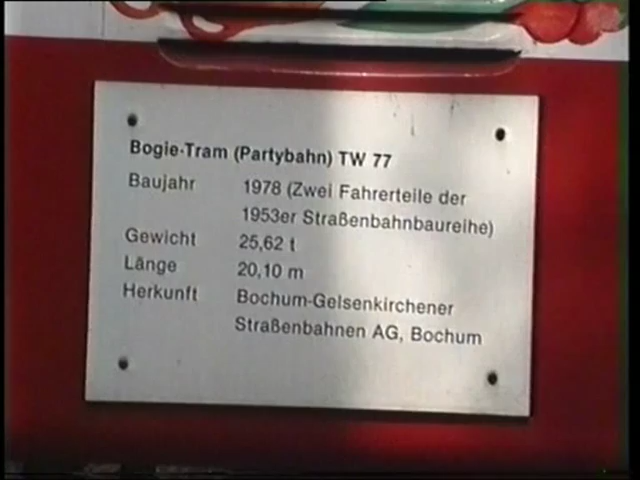 Bogie-Tram (Partybahn) TW 77
Baujahr 1978 (Zwei Fahrerteile der
1953er Straßenbahnbaureihe)
Gewicht 25,62 t
Länge 20,10 m
Herkunft Bochum-Gelsenkirchener
Straßenbahnen AG, Bochum